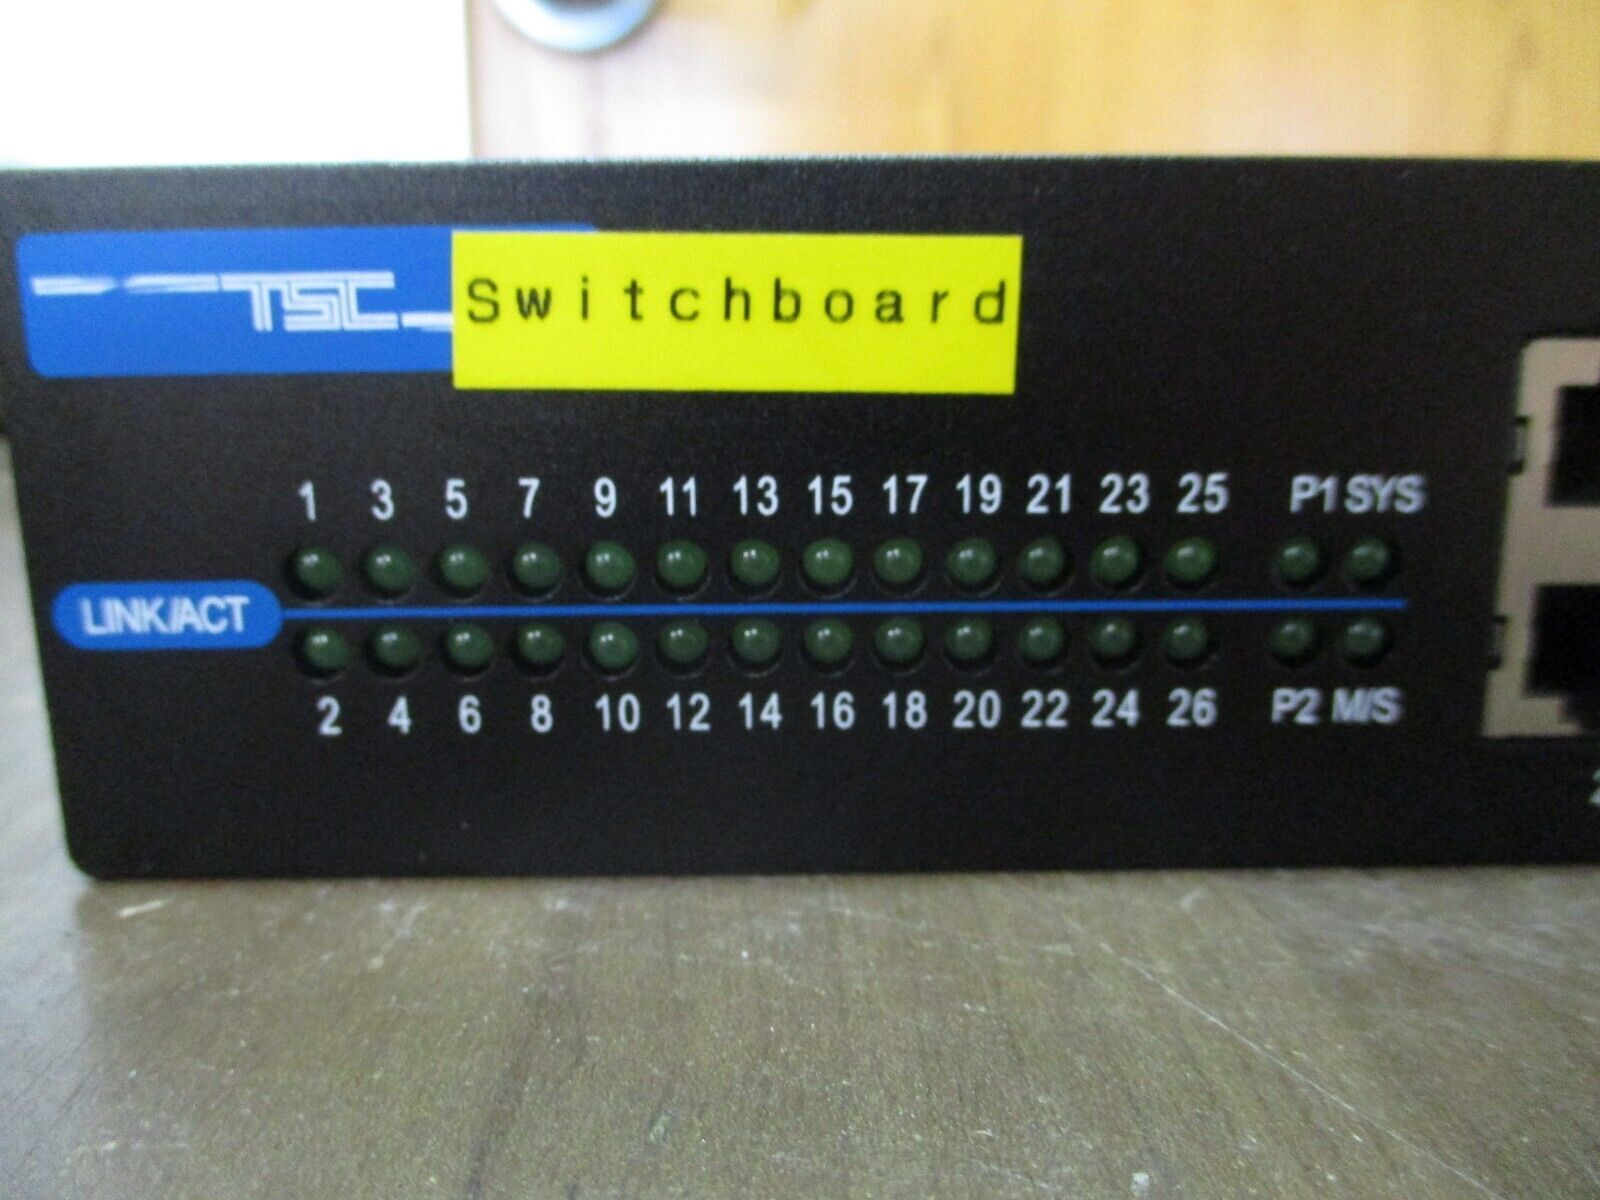 TSC
Switchboard
1 3 5 7 9 11 13 15 17 19 21 23 25 P1 SYS
LINK/ACT
2 4 6 8 10 12 14 16 18 20 22 24 26 P2 M/S